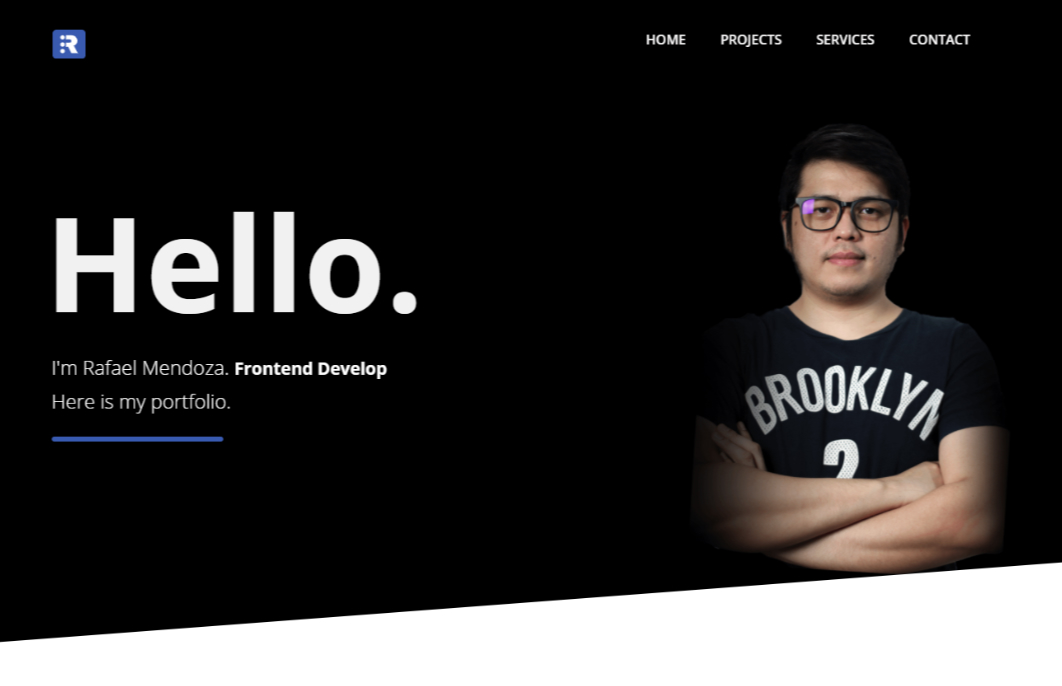 R
HOME PROJECTS SERVICES CONTACT
Hello.
I'm Rafael Mendoza. Frontend Develop
Here is my portfolio.
BROOKLYN
2